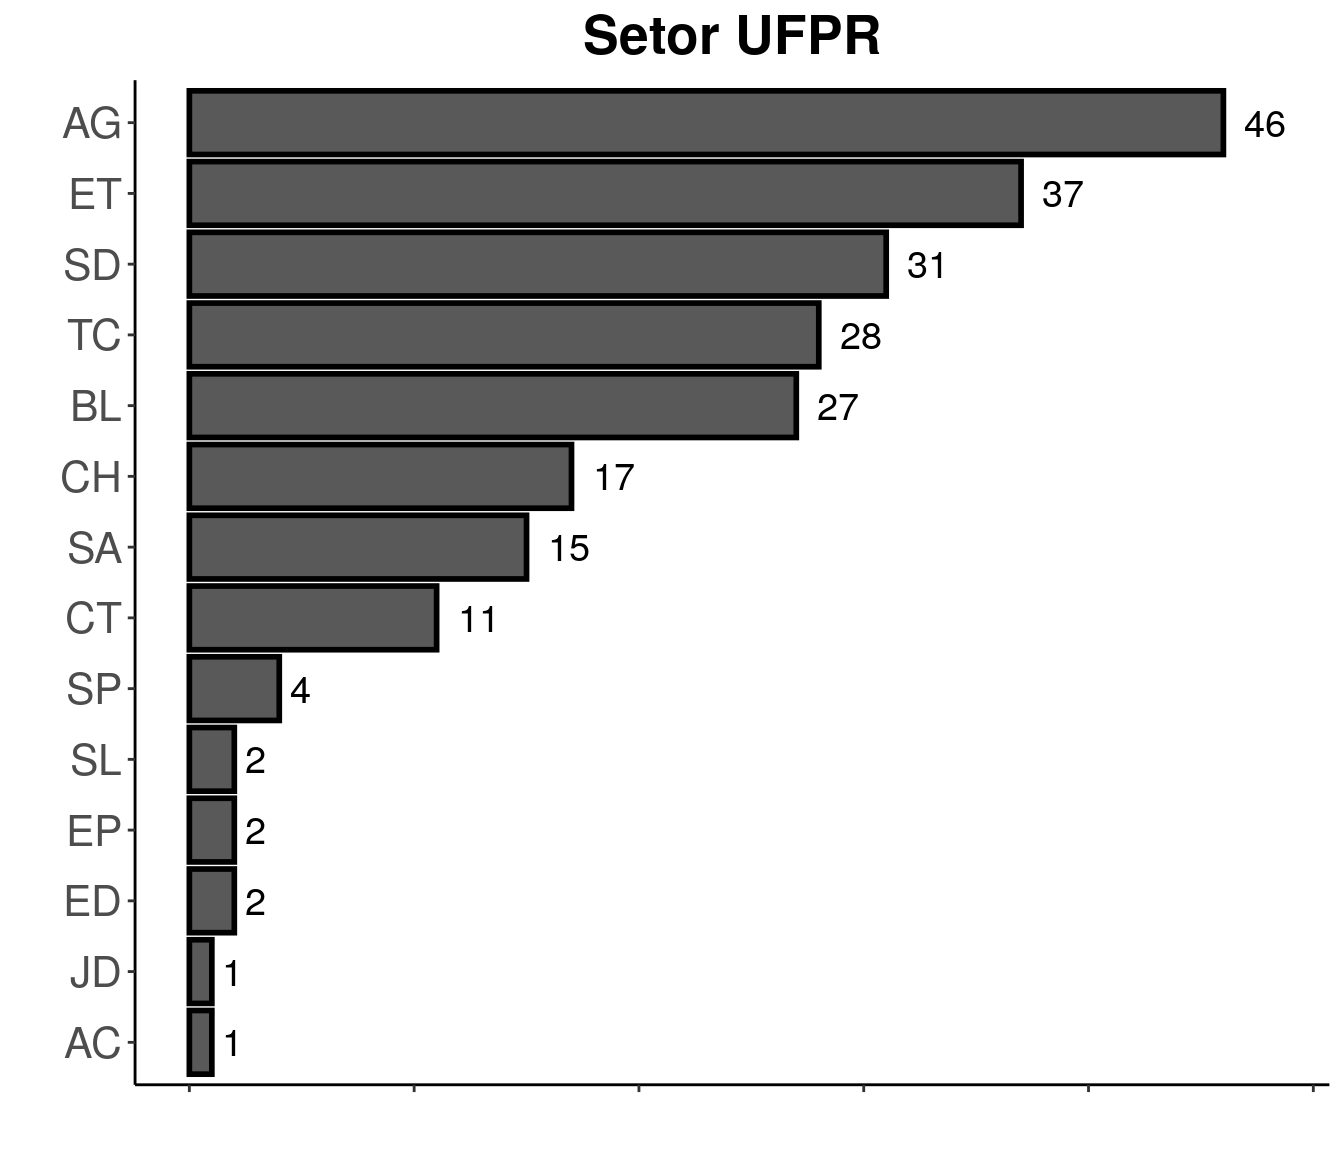 Setor UFPR
AG 46
ET 37
SD 31
TC 28
BL 27
CH 17
SA 15
CT 11
SP 4
SL 2
EP 2
ED 2
JD 1
AC 1